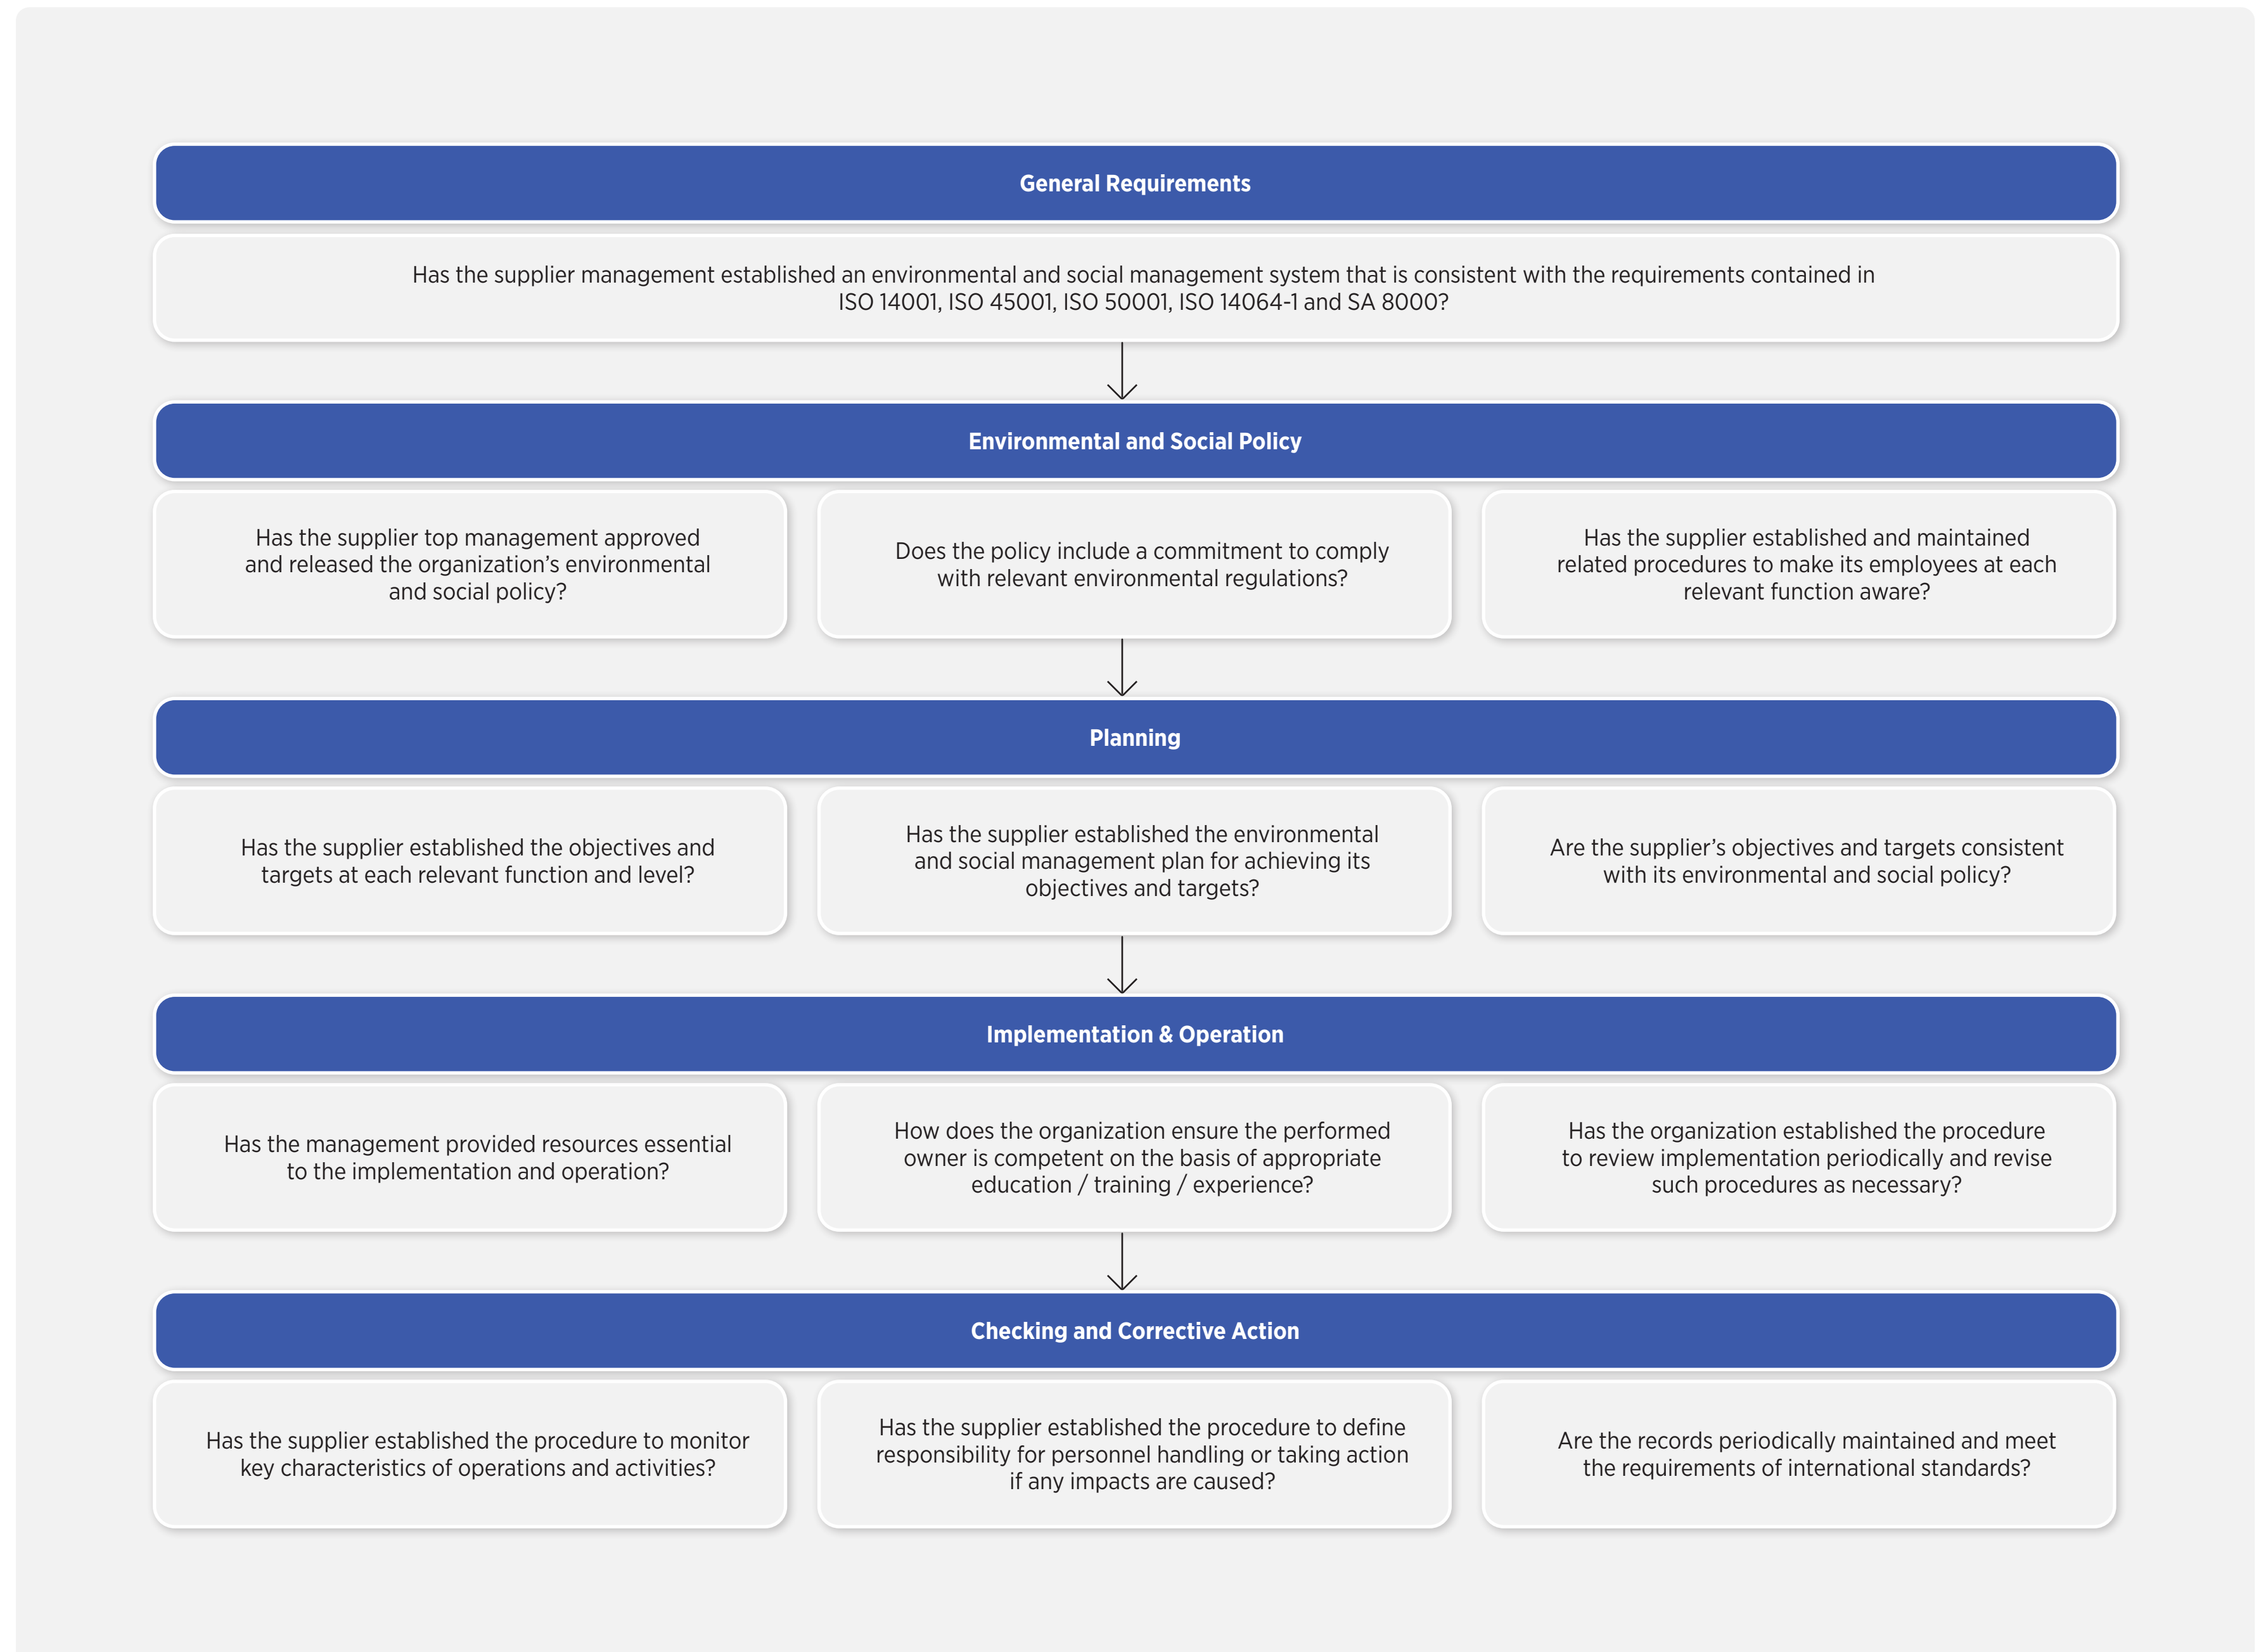 General Requirements
Has the supplier management established an environmental and social management system that is consistent with the requirements contained in
ISO 14001, ISO 45001, ISO 50001, ISO 14064-1 and SA 8000?
Environmental and Social Policy
Has the supplier top management approved
and released the organization’s environmental
and social policy?
Does the policy include a commitment to comply
with relevant environmental regulations?
Has the supplier established and maintained
related procedures to make its employees at each
relevant function aware?
Planning
Has the supplier established the objectives and
targets at each relevant function and level?
Has the supplier established the environmental
and social management plan for achieving its
objectives and targets?
Are the supplier’s objectives and targets consistent
with its environmental and social policy?
Implementation & Operation
Has the management provided resources essential
to the implementation and operation?
How does the organization ensure the performed
owner is competent on the basis of appropriate
education / training / experience?
Has the organization established the procedure
to review implementation periodically and revise
such procedures as necessary?
Checking and Corrective Action
Has the supplier established the procedure to monitor
key characteristics of operations and activities?
Has the supplier established the procedure to define
responsibility for personnel handling or taking action
if any impacts are caused?
Are the records periodically maintained and meet
the requirements of international standards?